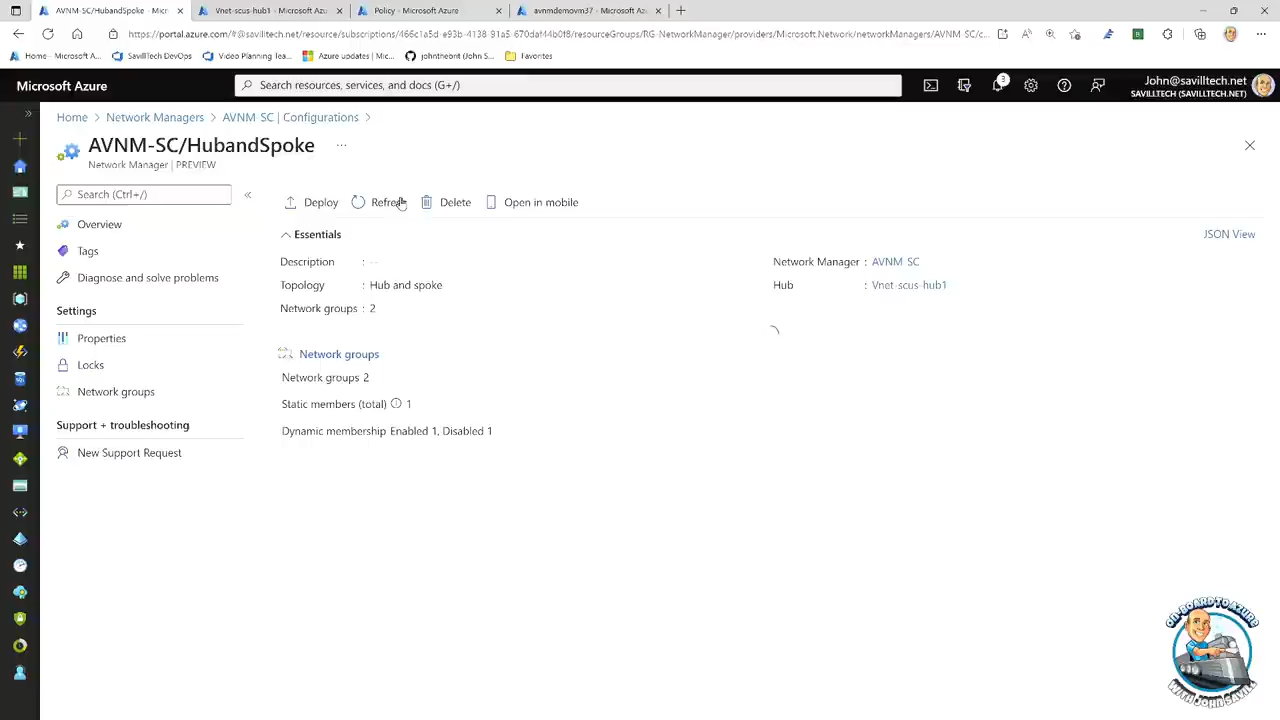 AVNM-SC/HubandSpoke - Micr
Vnet-scus-hub1 - Microsoft Azu
Policy - Microsoft Azure
avnmdemovm37 - Microsoft Az
https://portal.azure.com/#@savilltech.net/resource/subscriptions/466c1a5d-e93b-4138-91a5-670daf44b0f8/resourceGroups/RG-NetworkManager/providers/Microsoft.Network/networkManagers/AVNM-SC/c...
Home - Microsoft A...
SavillTech DevOps
Video Planning Tea...
Azure updates | Mic...
johnthebrit (John S...
Favorites
Microsoft Azure
Search resources, services, and docs (G+/)
3
John@savilltech.net
SAVILLTECH (SAVILLTECH.NET)
Home > Network Managers > AVNM-SC | Configurations >
AVNM-SC/HubandSpoke ...
Network Manager | PREVIEW
Search (Ctrl+/)
Overview
Tags
Diagnose and solve problems
Settings
Properties
Locks
Network groups
Support + troubleshooting
New Support Request
Deploy
Refresh
Delete
Open in mobile
Essentials
JSON View
Description : --
Topology : Hub and spoke
Network groups : 2
Network Manager : AVNM-SC
Hub : Vnet-scus-hub1
Network groups
Network groups 2
Static members (total) 1
Dynamic membership Enabled 1, Disabled 1
ON-BOARD TO AZURE
WITH JOHN SAVILL